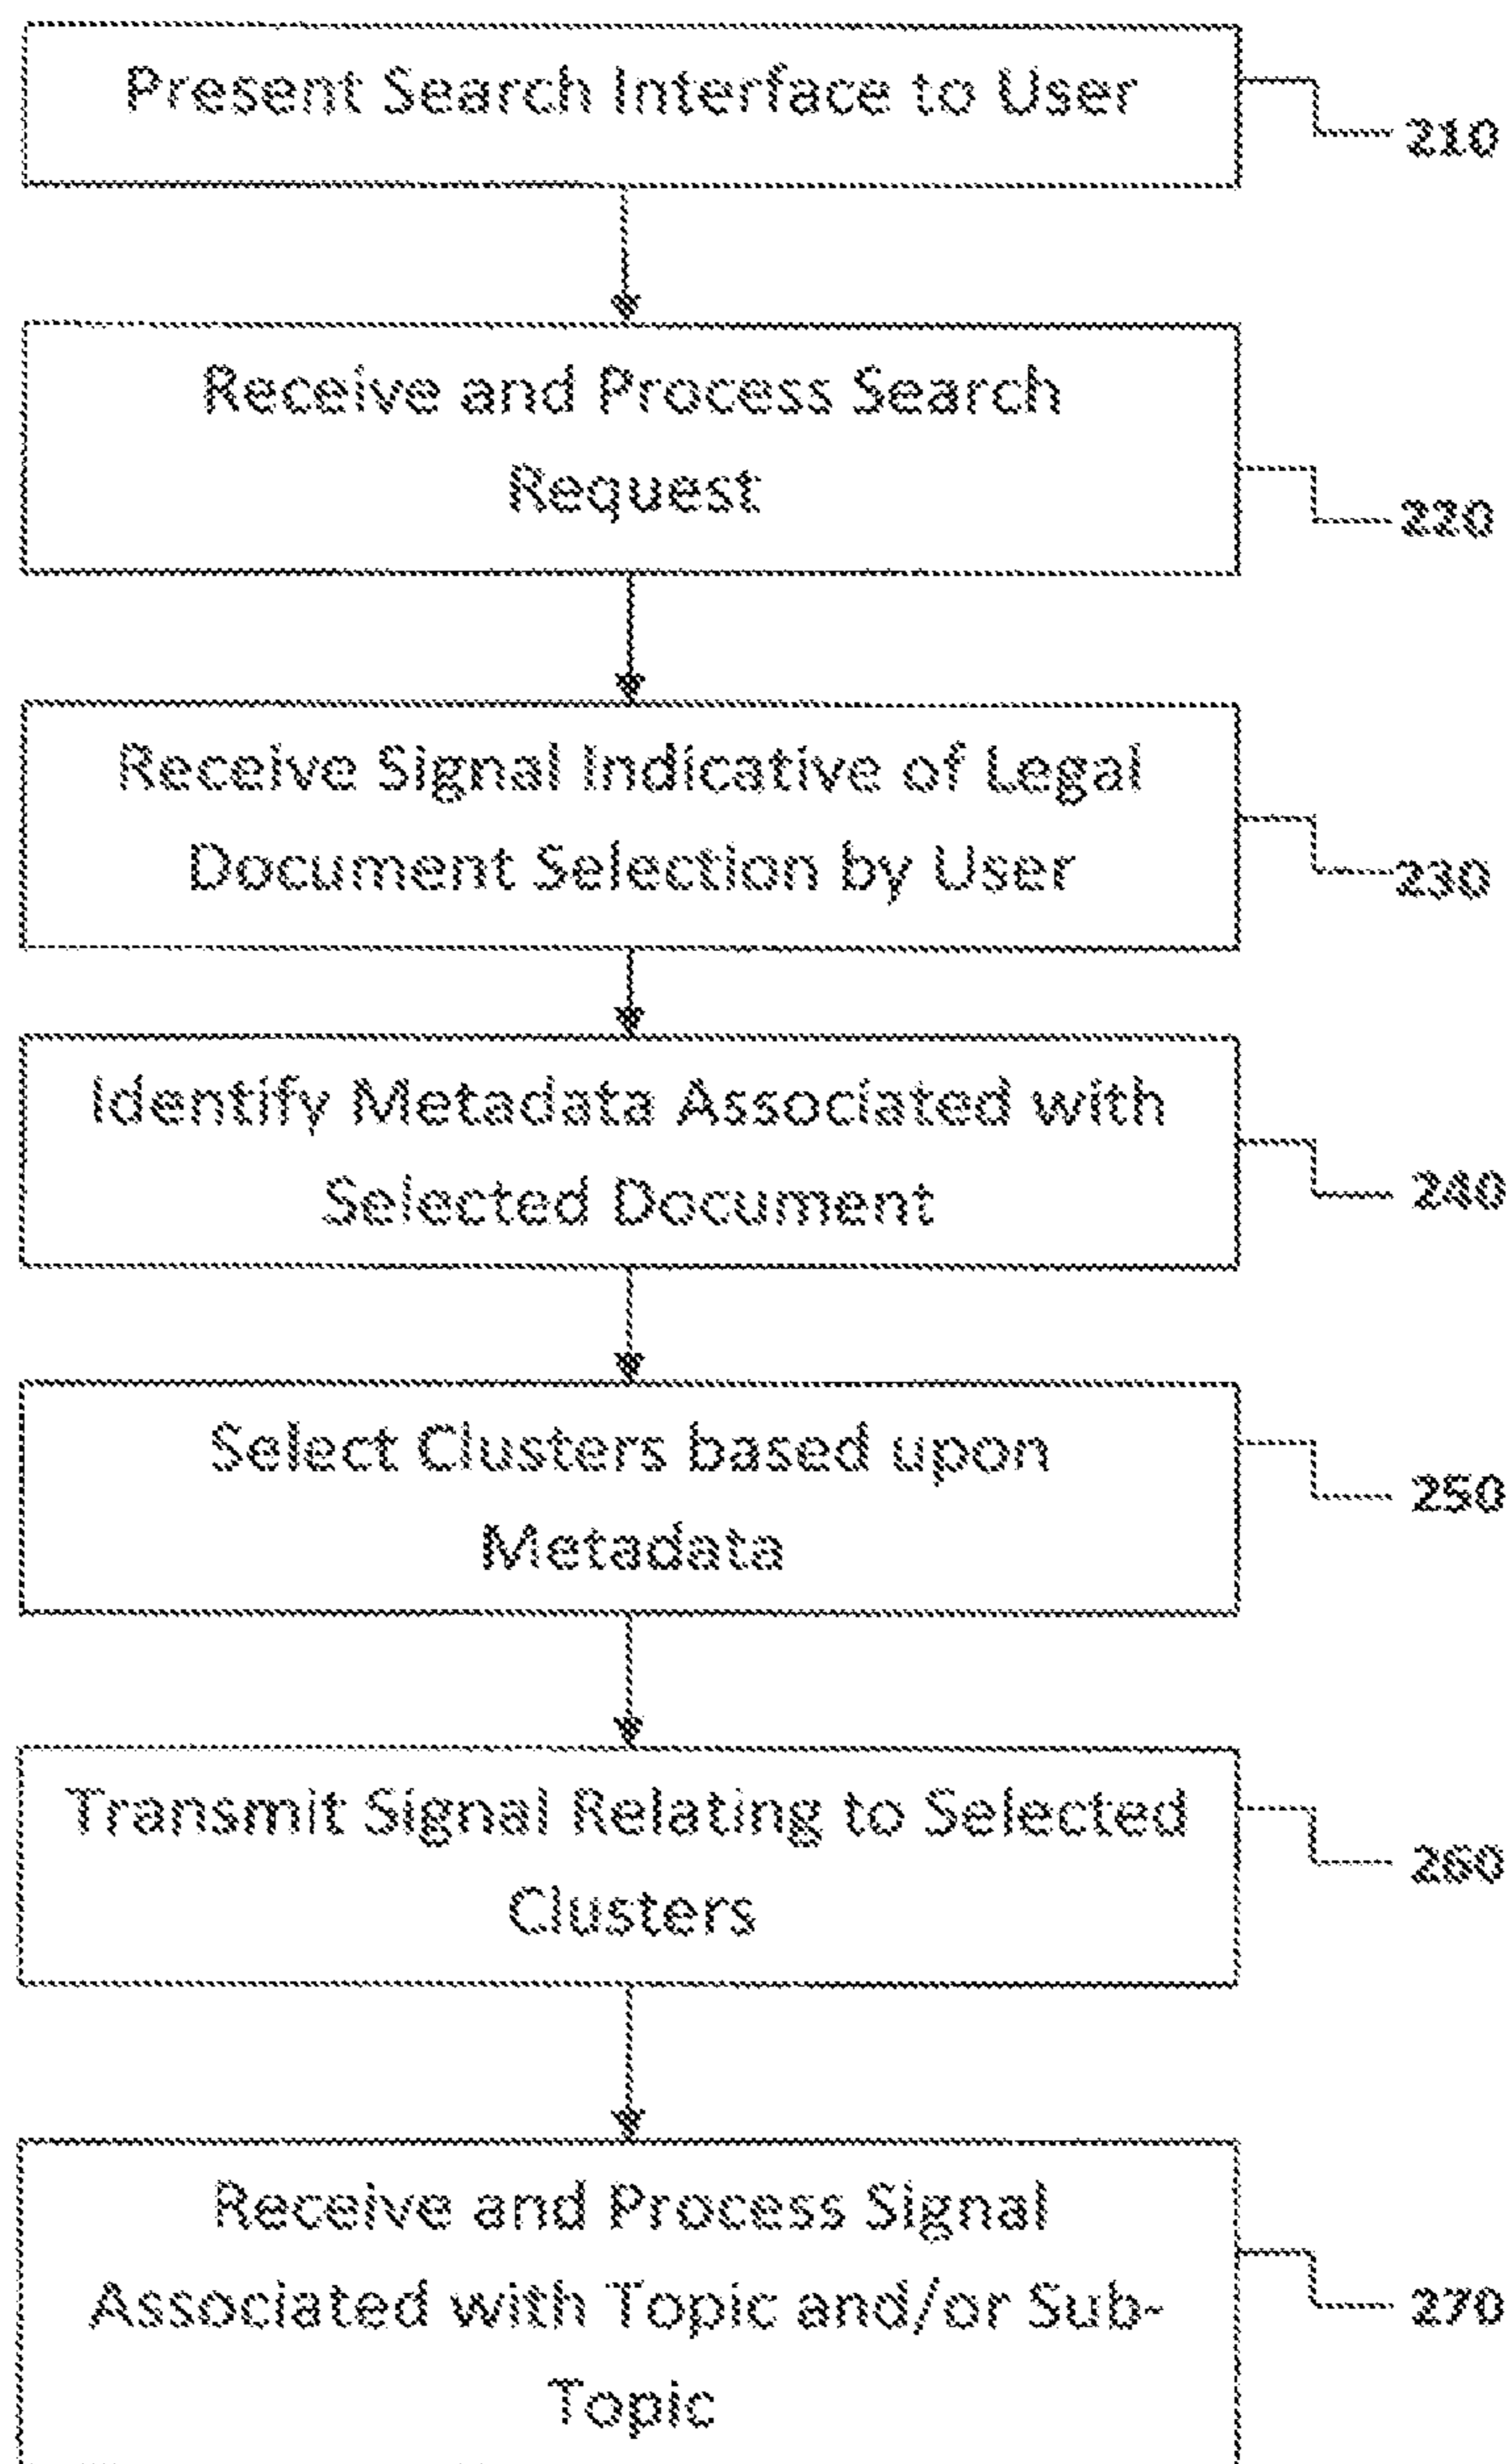 Present Search Interface to User
210
Receive and Process Search
Request
220
Receive Signal Indicative of Legal
Document Selection by User
230
Identify Metadata Associated with
Selected Document
240
Select Clusters based upon
Metadata
250
Transmit Signal Relating to Selected
Clusters
260
Receive and Process Signal
Associated with Topic and/or Sub-
Topic
270